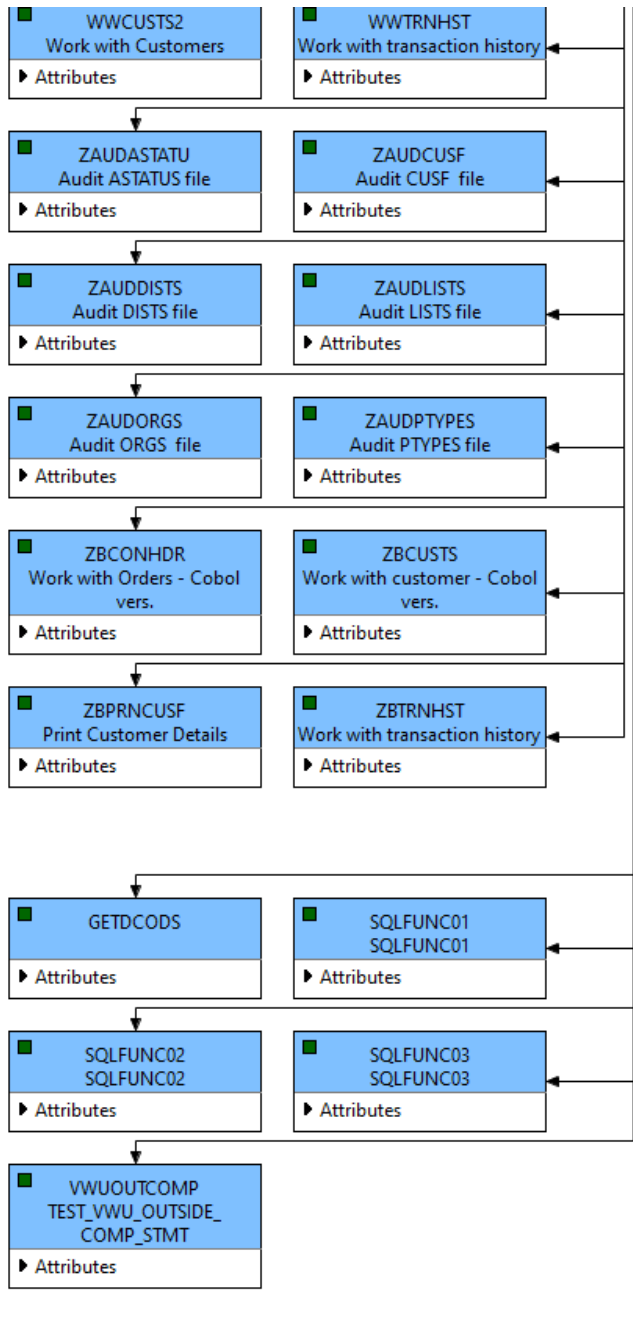 WWCUSTS2
Work with Customers
Attributes
WWTRNHST
Work with transaction history
Attributes
ZAUDASTATU
Audit ASTATUS file
Attributes
ZAUDCUSF
Audit CUSF  file
Attributes
ZAUDDISTS
Audit DISTS file
Attributes
ZAUDLISTS
Audit LISTS file
Attributes
ZAUDORGS
Audit ORGS  file
Attributes
ZAUDPTYPES
Audit PTYPES file
Attributes
ZBCONHDR
Work with Orders - Cobol
vers.
Attributes
ZBCUSTS
Work with customer - Cobol
vers.
Attributes
ZBPRNCUSF
Print Customer Details
Attributes
ZBTRNHST
Work with transaction history
Attributes
GETDCODS
Attributes
SQLFUNC01
SQLFUNC01
Attributes
SQLFUNC02
SQLFUNC02
Attributes
SQLFUNC03
SQLFUNC03
Attributes
VWUOUTCOMP
TEST_VWU_OUTSIDE_
COMP_STMT
Attributes